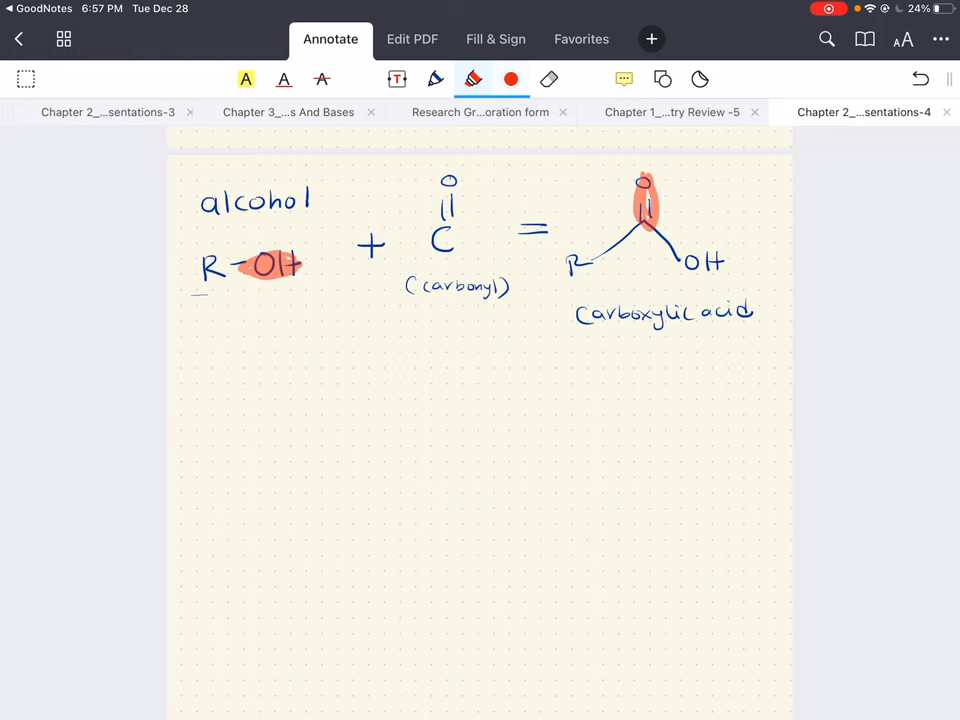 GoodNotes 6:57 PM Tue Dec 28 24%
Annotate Edit PDF Fill & Sign Favorites
A A A T AA
Chapter 2_...sentations-3 Chapter 3_...s And Bases Research Gr...oration form Chapter 1_...try Review -5 Chapter 2_...sentations-4
alcohol
O O
R-OH + C = R OH
(carbonyl)
Carboxylic acid